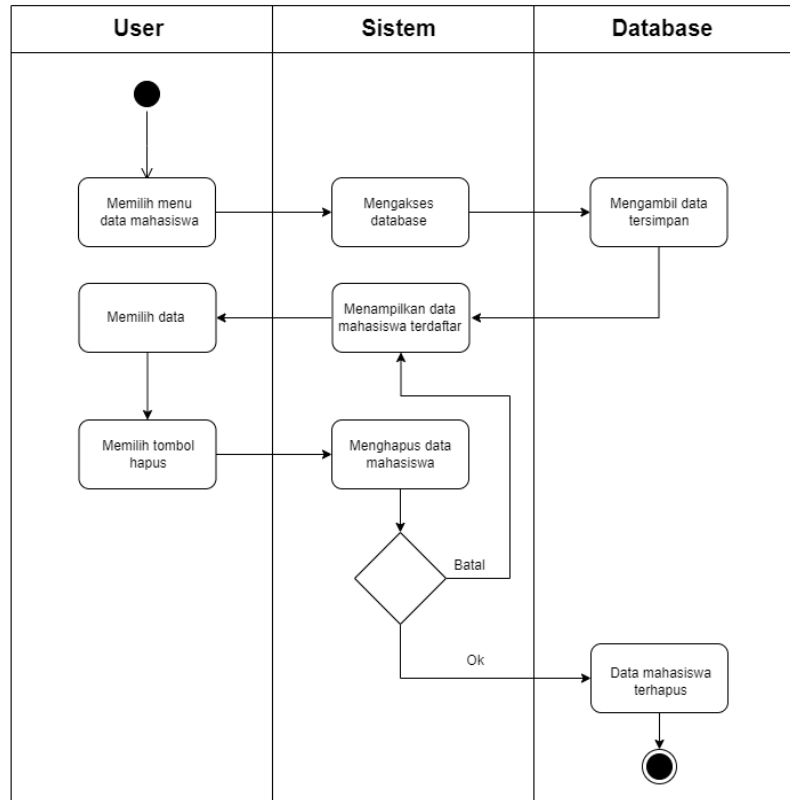 User
Sistem
Database
Memilih menu
data mahasiswa
Mengakses
database
Mengambil data
tersimpan
Memilih data
Menampilkan data
mahasiswa terdaftar
Memilih tombol
hapus
Menghapus data
mahasiswa
Batal
Ok
Data mahasiswa
terhapus